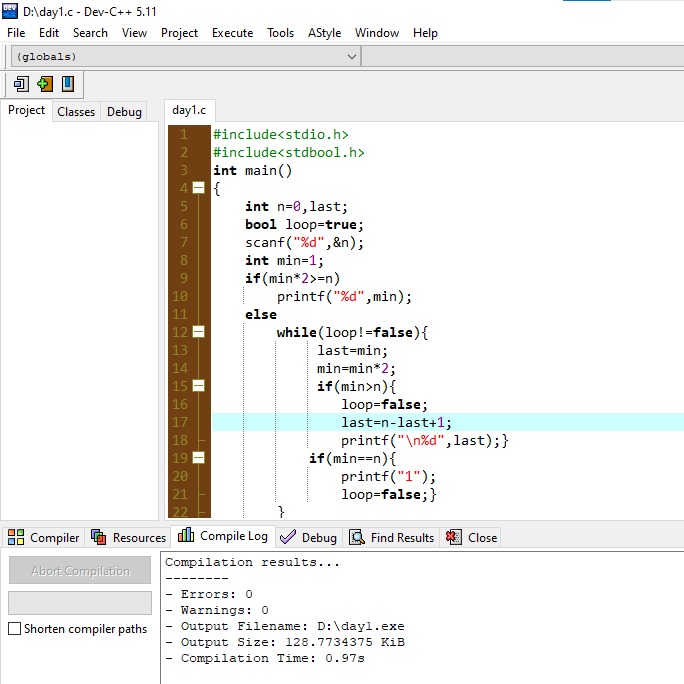 D:\day1.c - Dev-C++ 5.11
File Edit Search View Project Execute Tools AStyle Window Help
(globals)
Project Classes Debug
day1.c
1 #include<stdio.h>
2 #include<stdbool.h>
3 int main()
4 {
5 int n=0,last;
6 bool loop=true;
7 scanf("%d",&n);
8 int min=1;
9 if(min*2>=n)
10 printf("%d",min);
11 else
12 while(loop!=false){
13 last=min;
14 min=min*2;
15 if(min>n){
16 loop=false;
17 last=n-last+1;
18 printf("\n%d",last);}
19 if(min==n){
20 printf("1");
21 loop=false;}
22 }
Compiler Resources Compile Log Debug Find Results Close
Abort Compilation
Shorten compiler paths
Compilation results...
--------
- Errors: 0
- Warnings: 0
- Output Filename: D:\day1.exe
- Output Size: 128.7734375 KiB
- Compilation Time: 0.97s